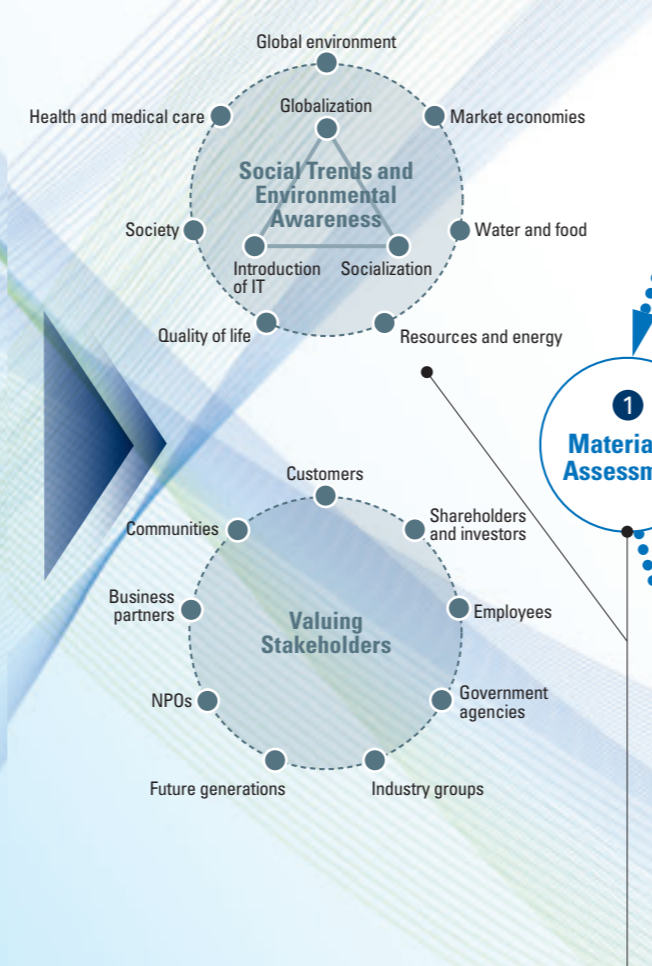 Global environment
Globalization
Health and medical care
Market economies
Social Trends and
Environmental
Awareness
Society
Water and food
Introduction
of IT
Socialization
Quality of life
Resources and energy
1
Customers
Communities
Shareholders
and investors
Business
partners
Valuing
Stakeholders
Employees
NPOs
Government
agencies
Future generations
Industry groups